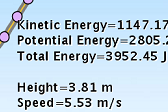 Kinetic Energy=1147.17
Potential Energy=2805.2
Total Energy=3952.45 J
Height=3.81 m
Speed=5.53 m/s